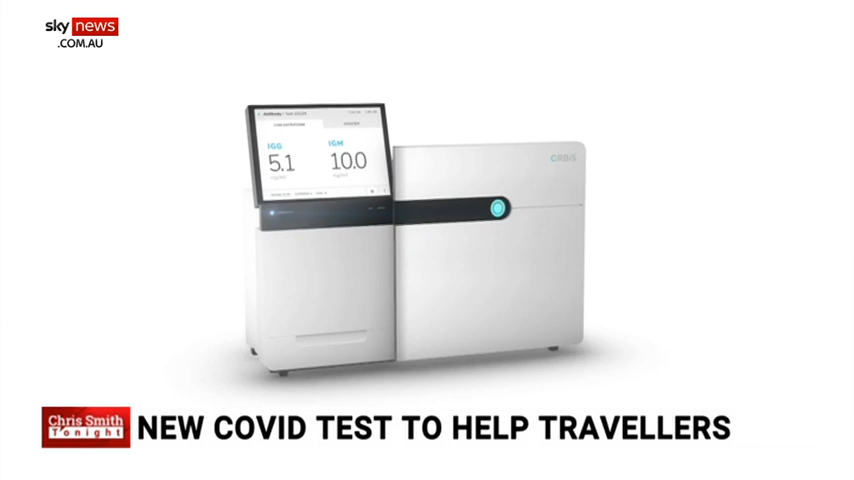 sky news
.COM.AU
IGG
IGM
5.1
10.0
ORBiS
Chris Smith
Tonight
NEW COVID TEST TO HELP TRAVELLERS